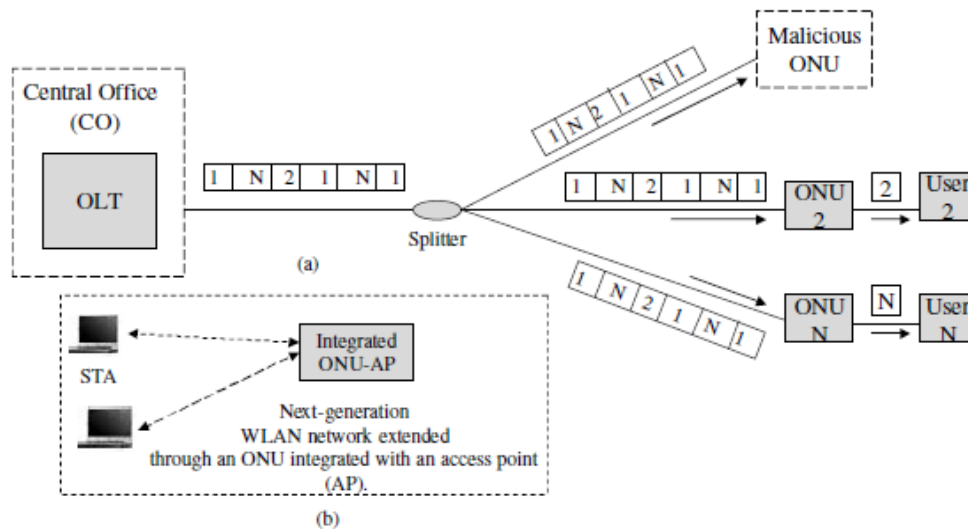 Malicious
ONU
Central Office
(CO)
OLT
1 N 2 1 N 1
1 N 2 1 N 1
1 N 2 1 N 1
ONU
2
2
User
2
Splitter
(a)
1 N 2 1 N 1
ONU
N
N
User
N
STA
Integrated
ONU-AP
Next-generation
WLAN network extended
through an ONU integrated with an access point
(AP).
(b)